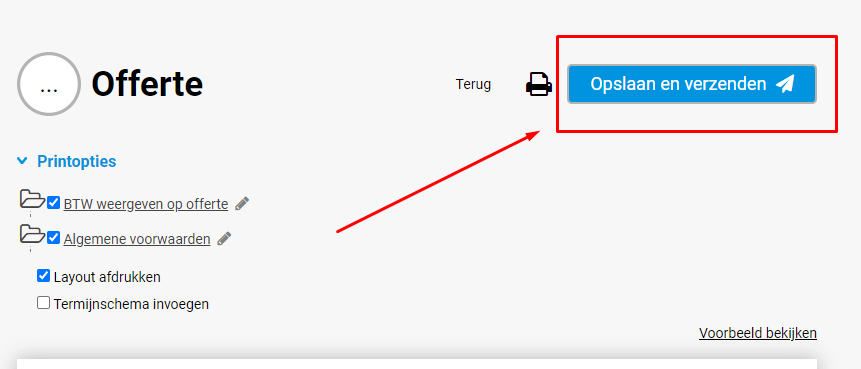 ...
Offerte
Terug
Opslaan en verzenden
Printopties
BTW weergeven op offerte
Algemene voorwaarden
Layout afdrukken
Termijnschema invoegen
Voorbeeld bekijken